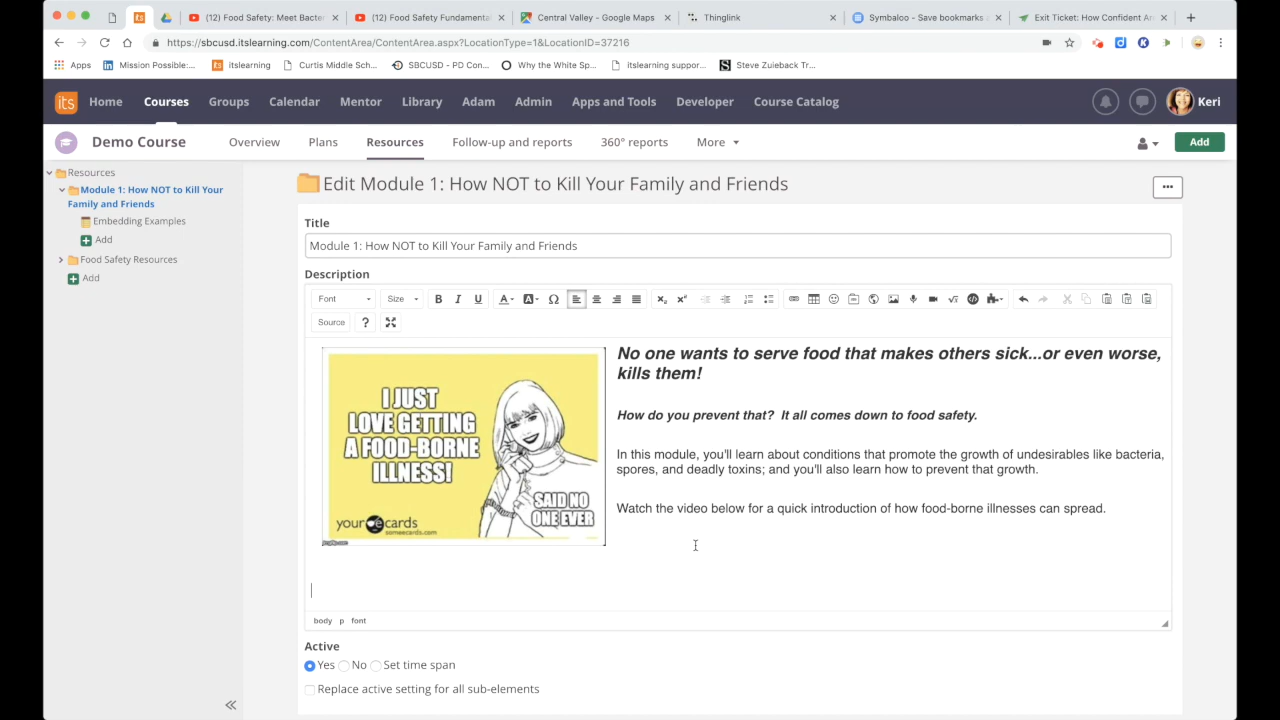 (12) Food Safety: Meet Bacter
(12) Food Safety Fundamental
Central Valley - Google Maps
Thinglink
Symbaloo - Save bookmarks a
Exit Ticket: How Confident Ar
https://sbcusd.itslearning.com/ContentArea/ContentArea.aspx?LocationType=1&LocationID=37216
Apps
Mission Possible:...
itslearning
Curtis Middle Sch...
SBCUSD - PD Con...
Why the White Sp...
itslearning suppor...
Steve Zuieback Tr...
its Home Courses Groups Calendar Mentor Library Adam Admin Apps and Tools Developer Course Catalog Keri
Demo Course Overview Plans Resources Follow-up and reports 360° reports More Add
Resources
Module 1: How NOT to Kill Your
Family and Friends
Embedding Examples
Add
Food Safety Resources
Add
Edit Module 1: How NOT to Kill Your Family and Friends
Title
Module 1: How NOT to Kill Your Family and Friends
Description
Font Size B I U
Source ?
I JUST
LOVE GETTING
A FOOD-BORNE
ILLNESS!
SAID NO
ONE EVER
your cards
someecards.com
imgflip.com
No one wants to serve food that makes others sick...or even worse,
kills them!
How do you prevent that? It all comes down to food safety.
In this module, you'll learn about conditions that promote the growth of undesirables like bacteria,
spores, and deadly toxins; and you'll also learn how to prevent that growth.
Watch the video below for a quick introduction of how food-borne illnesses can spread.
body p font
Active
Yes No Set time span
Replace active setting for all sub-elements